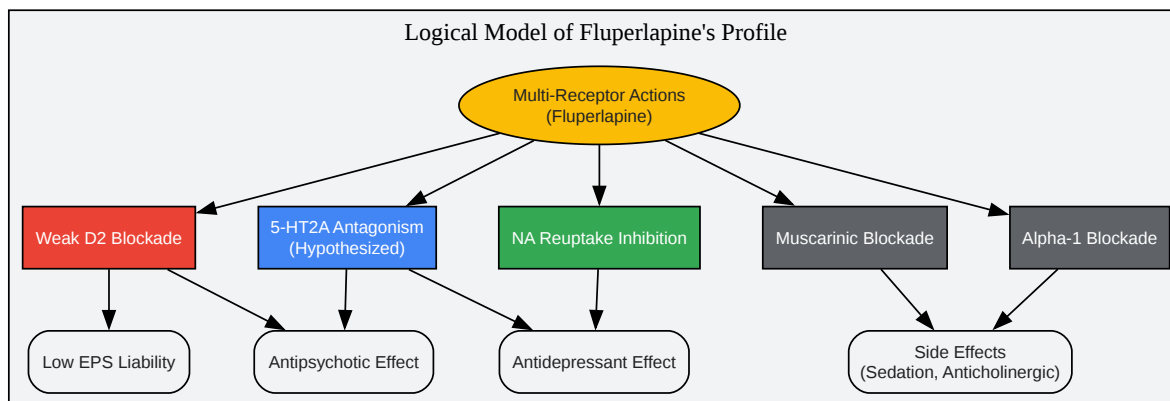 Logical Model of Fluperlapine's Profile
Multi-Receptor Actions
(Fluperlapine)
Weak D2 Blockade
5-HT2A Antagonism
(Hypothesized)
NA Reuptake Inhibition
Muscarinic Blockade
Alpha-1 Blockade
Low EPS Liability
Antipsychotic Effect
Antidepressant Effect
Side Effects
(Sedation, Anticholinergic)